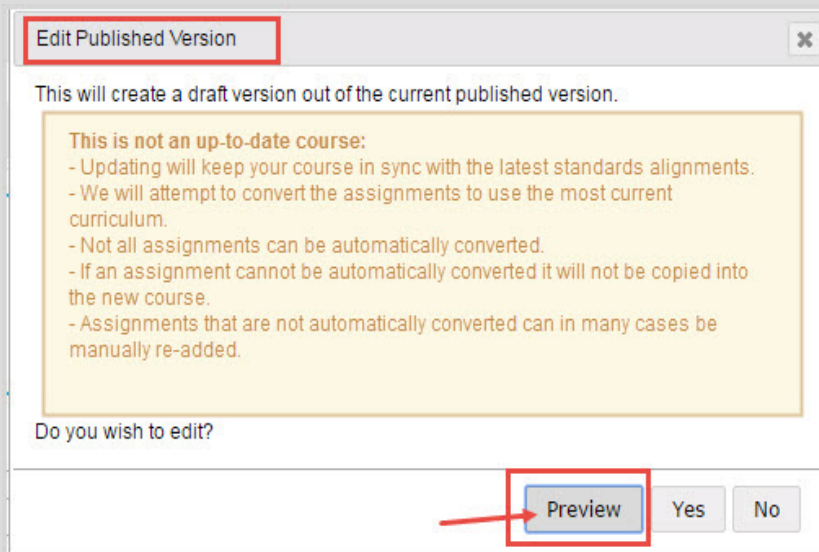 Edit Published Version
This will create a draft version out of the current published version.
This is not an up-to-date course:
- Updating will keep your course in sync with the latest standards alignments.
- We will attempt to convert the assignments to use the most current
curriculum.
- Not all assignments can be automatically converted.
- If an assignment cannot be automatically converted it will not be copied into
the new course.
- Assignments that are not automatically converted can in many cases be
manually re-added.
Do you wish to edit?
Preview Yes No